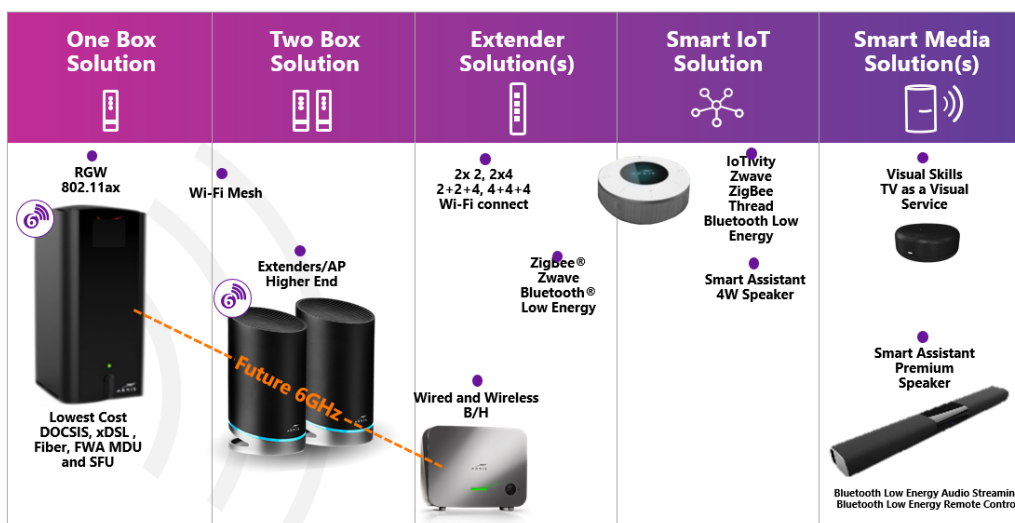 One Box
Solution
Two Box
Solution
Extender
Solution(s)
Smart IoT
Solution
Smart Media
Solution(s)
RGW
802.11ax
6
Lowest Cost
DOCSIS, xDSL ,
Fiber, FWA MDU
and SFU
Wi-Fi Mesh
Extenders/AP
Higher End
6
Future 6GHz
2x 2, 2x4
2+2+4, 4+4+4
Wi-Fi connect
ZigBee®
Zwave
Bluetooth®
Low Energy
Wired and Wireless
B/H
ARRIS
IoTivity
Zwave
ZigBee
Thread
Bluetooth Low
Energy
Smart Assistant
4W Speaker
Visual Skills
TV as a Visual
Service
Smart Assistant
Premium
Speaker
Bluetooth Low Energy Audio Streamin
Bluetooth Low Energy Remote Contro